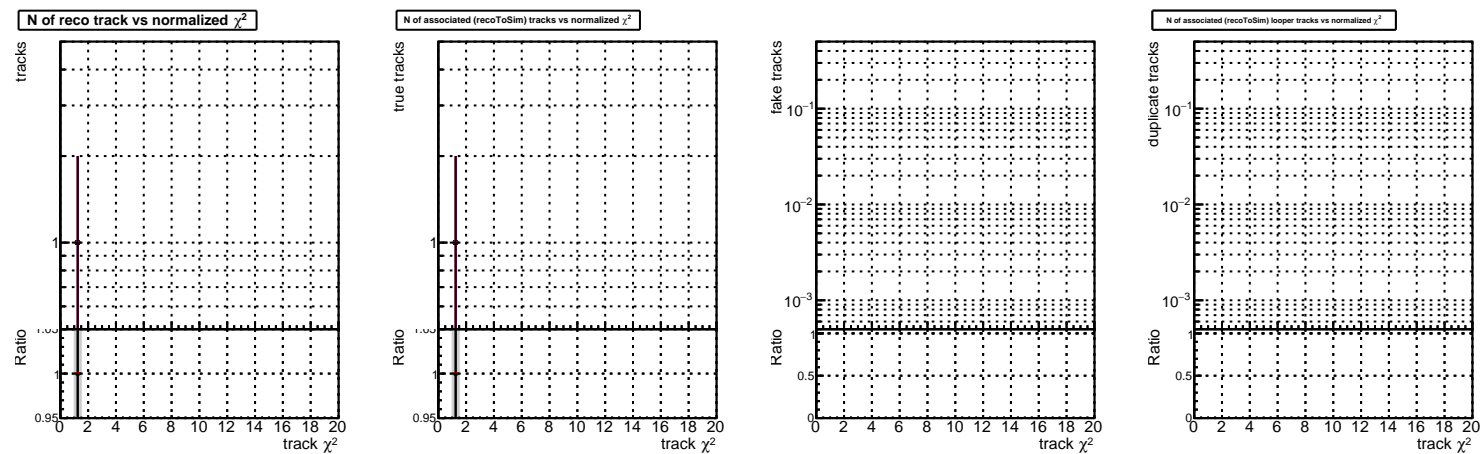 N of reco track vs normalized χ²
tracks
1
Ratio
1.05
1
0.95
0 2 4 6 8 10 12 14 16 18 20
track χ²
N of associated (recoToSim) tracks vs normalized χ²
true tracks
1
Ratio
1.05
1
0.95
0 2 4 6 8 10 12 14 16 18 20
track χ²
fake tracks
10⁻¹
10⁻²
10⁻³
Ratio
1
0.5
0
0 2 4 6 8 10 12 14 16 18 20
track χ²
N of associated (recoToSim) looper tracks vs normalized χ²
duplicate tracks
10⁻¹
10⁻²
10⁻³
Ratio
1
0.5
0
0 2 4 6 8 10 12 14 16 18 20
track χ²